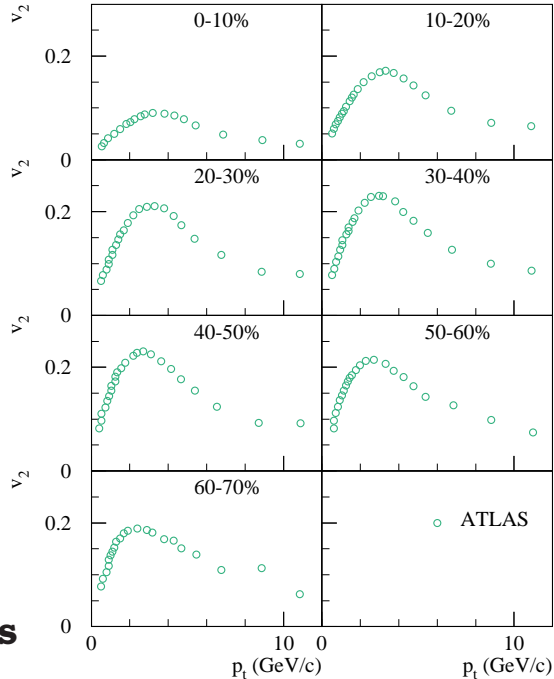 v2 0-10% 10-20%
0.2
0
v2 20-30% 30-40%
0.2
0
v2 40-50% 50-60%
0.2
0
v2 60-70%
0.2 ATLAS
0
s
0 10 0 10
pt (GeV/c) pt (GeV/c)